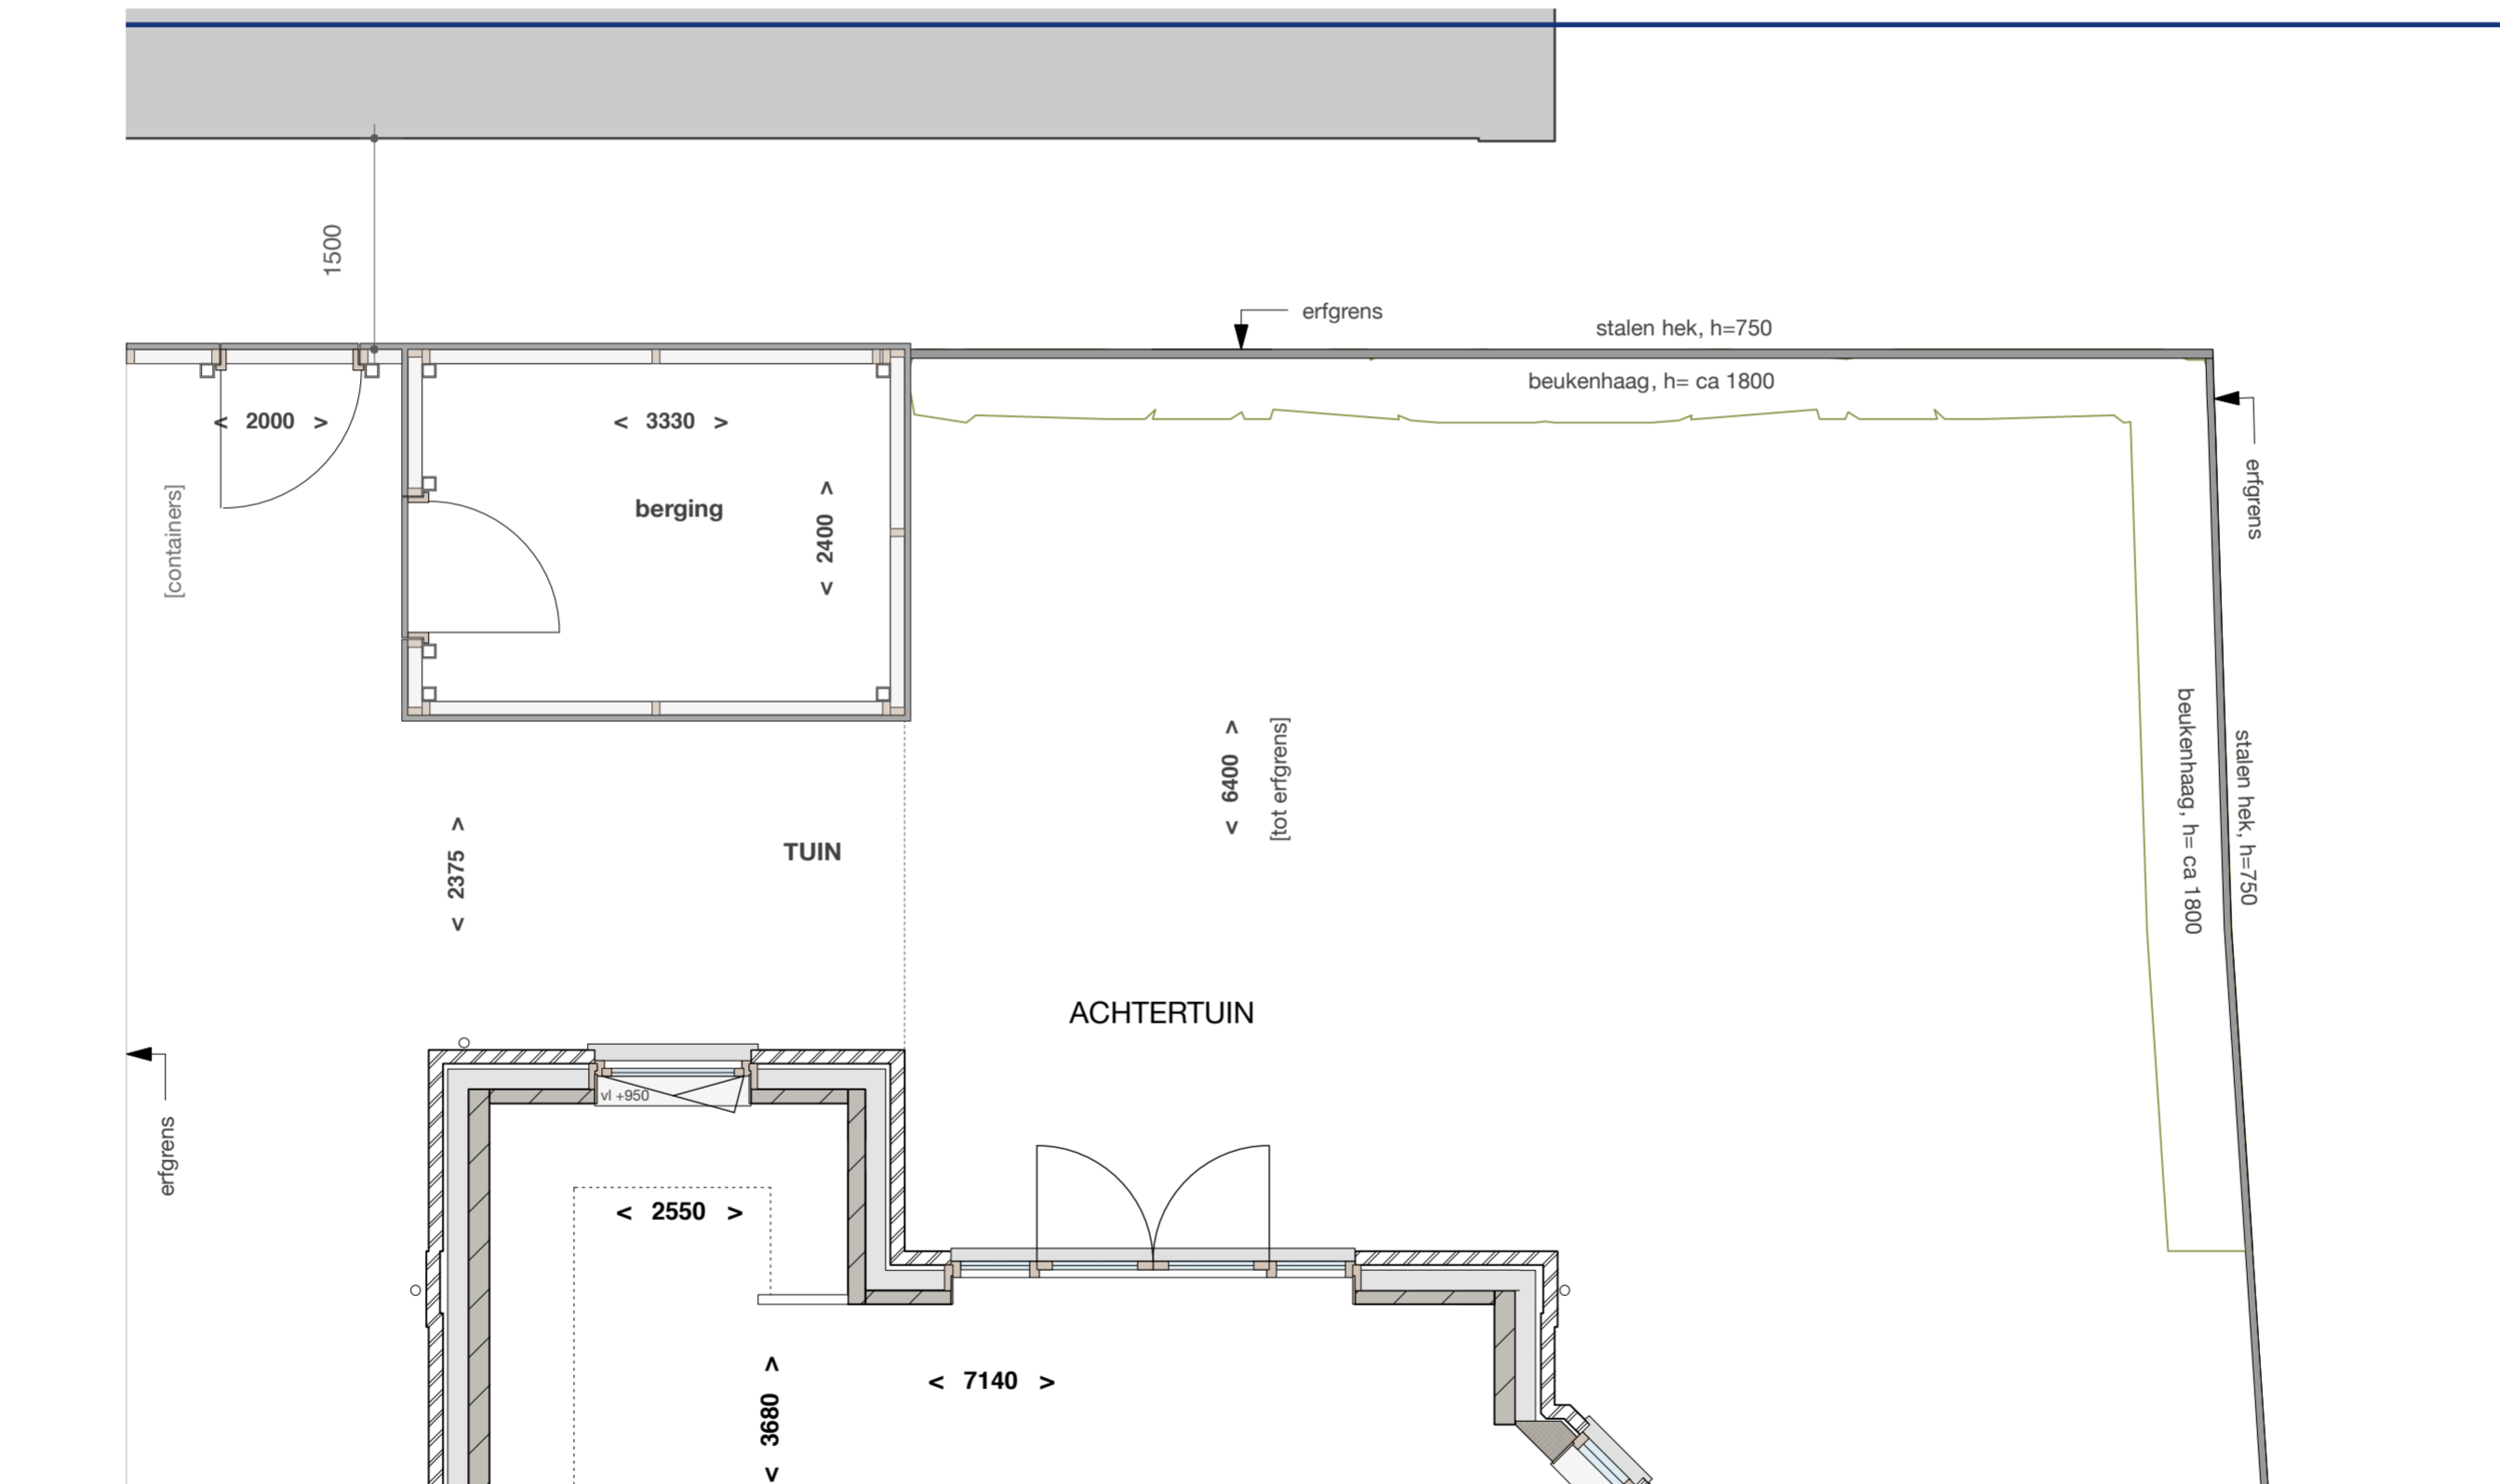 1500
erfgrens
stalen hek, h=750
beukenhaag, h= ca 1800
< 2000 >
< 3330 >
berging
< 2400 >
[containers]
erfgrens
< 6400 >
[tot erfgrens]
beukenhaag, h= ca 1800
stalen hek, h=750
< 2375 >
TUIN
ACHTERTUIN
erfgrens
vl +950
< 2550 >
< 7140 >
< 3680 >